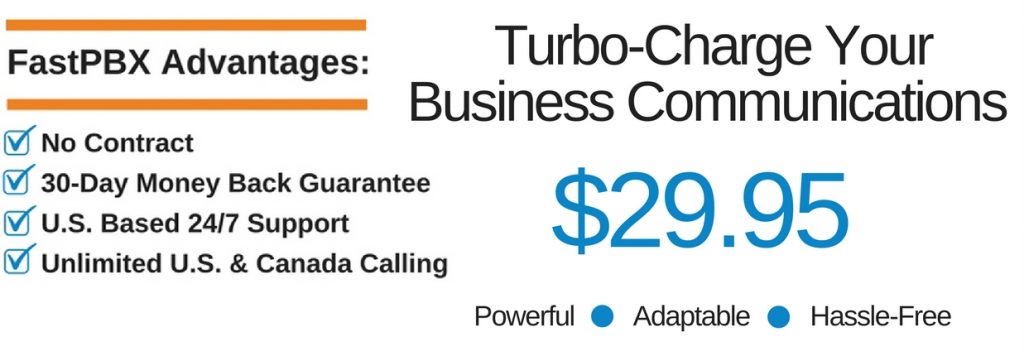 FastPBX Advantages:
No Contract
30-Day Money Back Guarantee
U.S. Based 24/7 Support
Unlimited U.S. & Canada Calling
Turbo-Charge Your
Business Communications
$29.95
Powerful ● Adaptable ● Hassle-Free